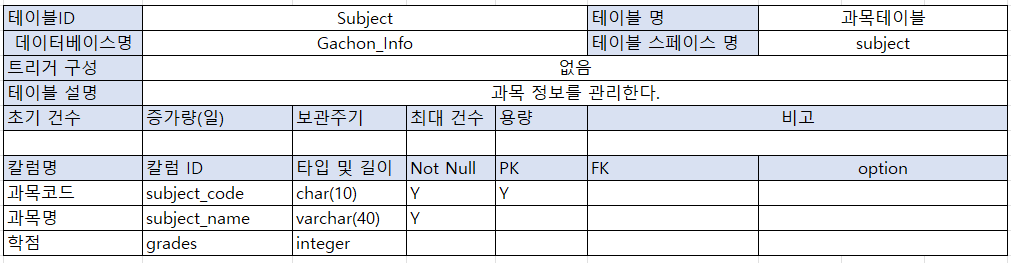 테이블ID Subject 테이블 명 과목테이블
데이터베이스명 Gachon_Info 테이블 스페이스 명 subject
트리거 구성 없음
테이블 설명 과목 정보를 관리한다.
초기 건수 증가량(일) 보관주기 최대 건수 용량 비고
칼럼명 칼럼 ID 타입 및 길이 Not Null PK FK option
과목코드 subject_code char(10) Y Y
과목명 subject_name varchar(40) Y
학점 grades integer